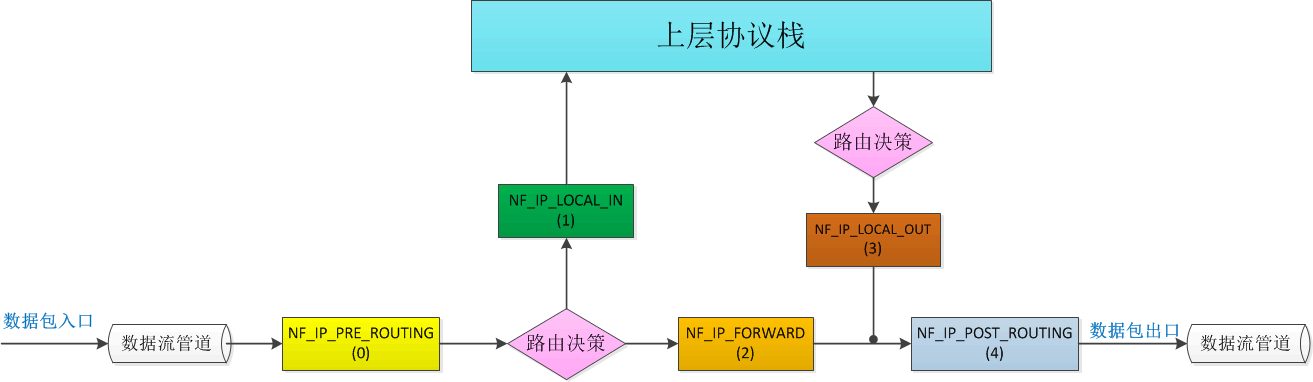 上层协议栈
路由决策
NF_IP_LOCAL_IN
(1)
NF_IP_LOCAL_OUT
(3)
数据包入口
数据流管道
NF_IP_PRE_ROUTING
(0)
路由决策
NF_IP_FORWARD
(2)
NF_IP_POST_ROUTING
(4)
数据包出口
数据流管道